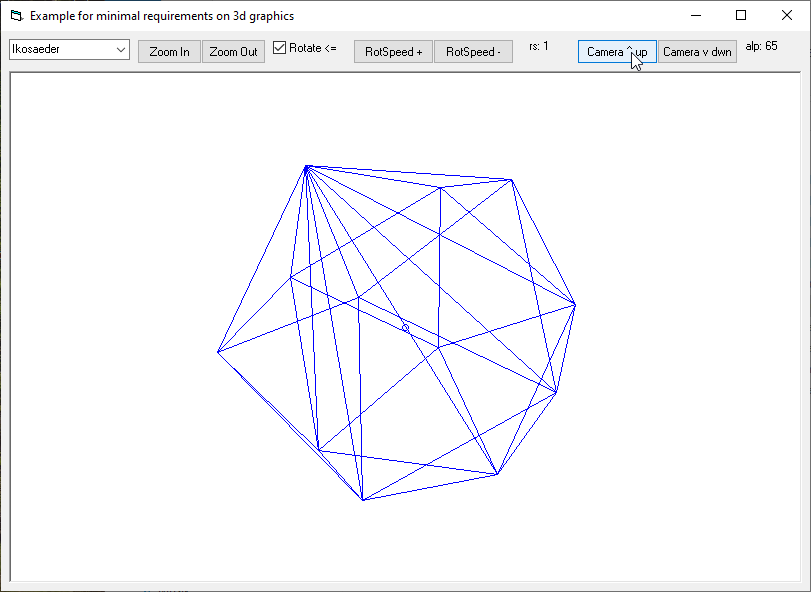 Example for minimal requirements on 3d graphics
Ikosaeder Zoom In Zoom Out Rotate <= RotSpeed + RotSpeed - rs: 1 Camera ^ up Camera v dwn alp: 65